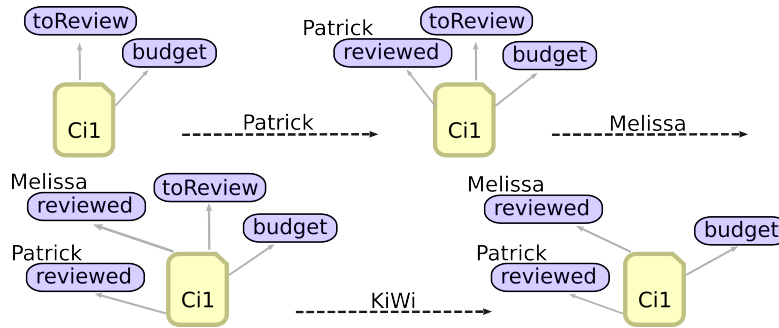 toReview
budget
Ci1
Patrick
Patrick
reviewed
toReview
budget
Ci1
Melissa
Melissa
reviewed
toReview
budget
Patrick
reviewed
Ci1
KiWi
Melissa
reviewed
budget
Patrick
reviewed
Ci1